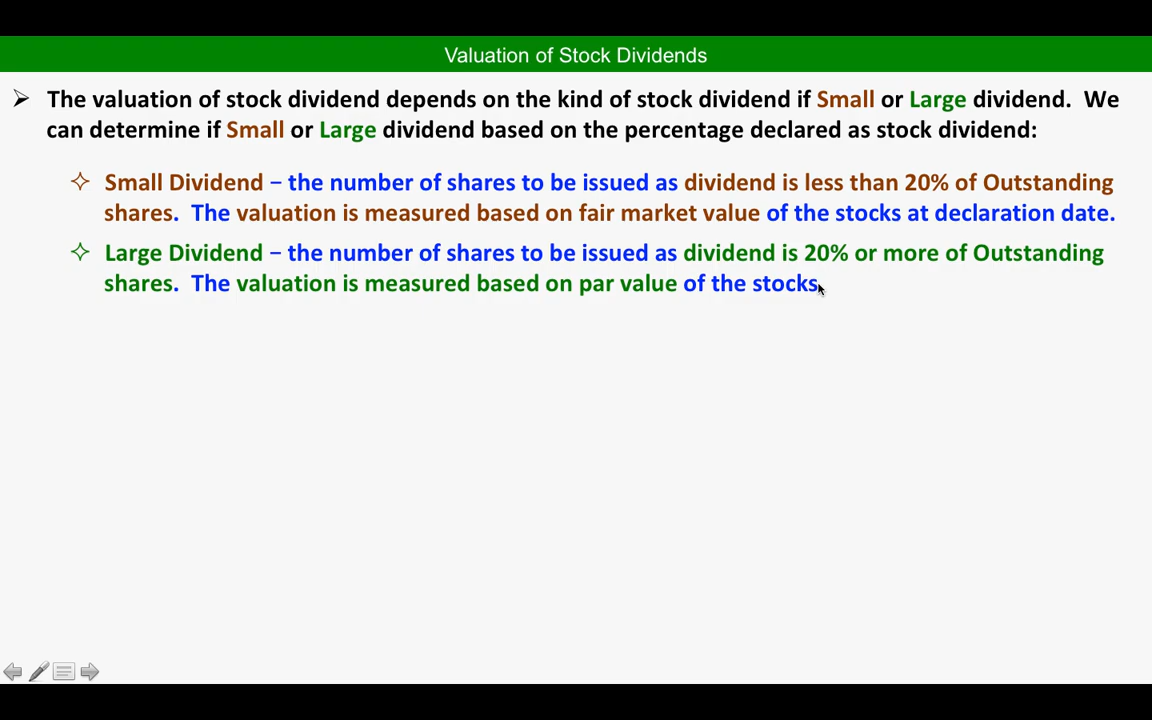 Valuation of Stock Dividends
The valuation of stock dividend depends on the kind of stock dividend if Small or Large dividend. We
can determine if Small or Large dividend based on the percentage declared as stock dividend:
Small Dividend – the number of shares to be issued as dividend is less than 20% of Outstanding
shares. The valuation is measured based on fair market value of the stocks at declaration date.
Large Dividend – the number of shares to be issued as dividend is 20% or more of Outstanding
shares. The valuation is measured based on par value of the stocks.